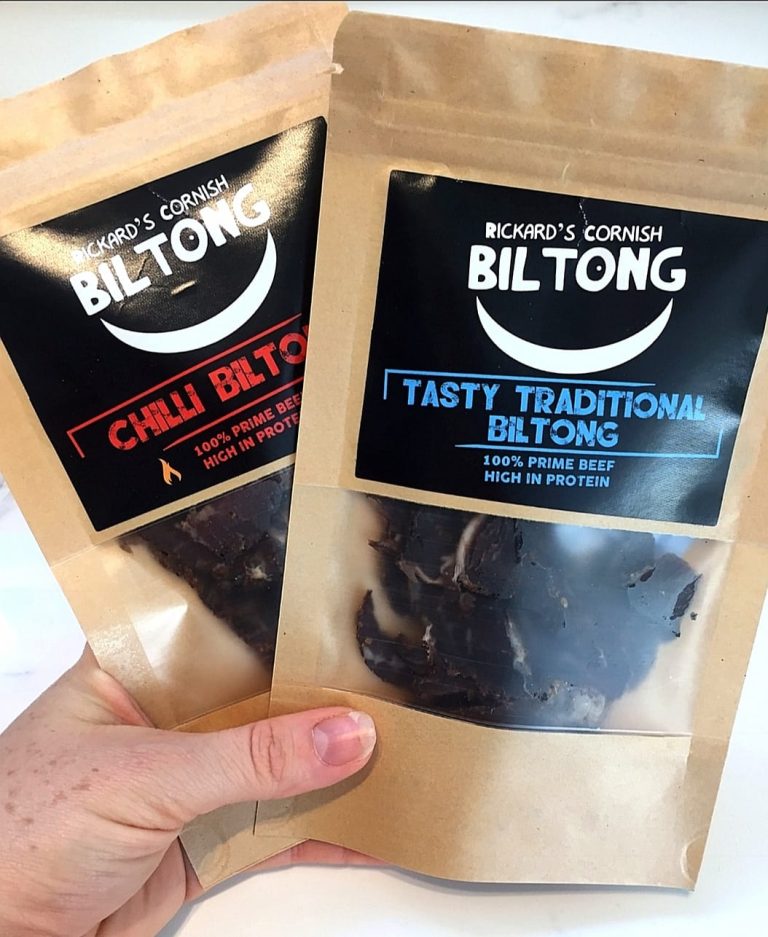 RICKARD'S CORNISH
BILTONG
CHILLI BILTO
100% PRIME BEEF
HIGH IN PROTE
RICKARD'S CORNISH
BILTONG
TASTY TRADITIONAL
BILTONG
100% PRIME BEEF
HIGH IN PROTEIN